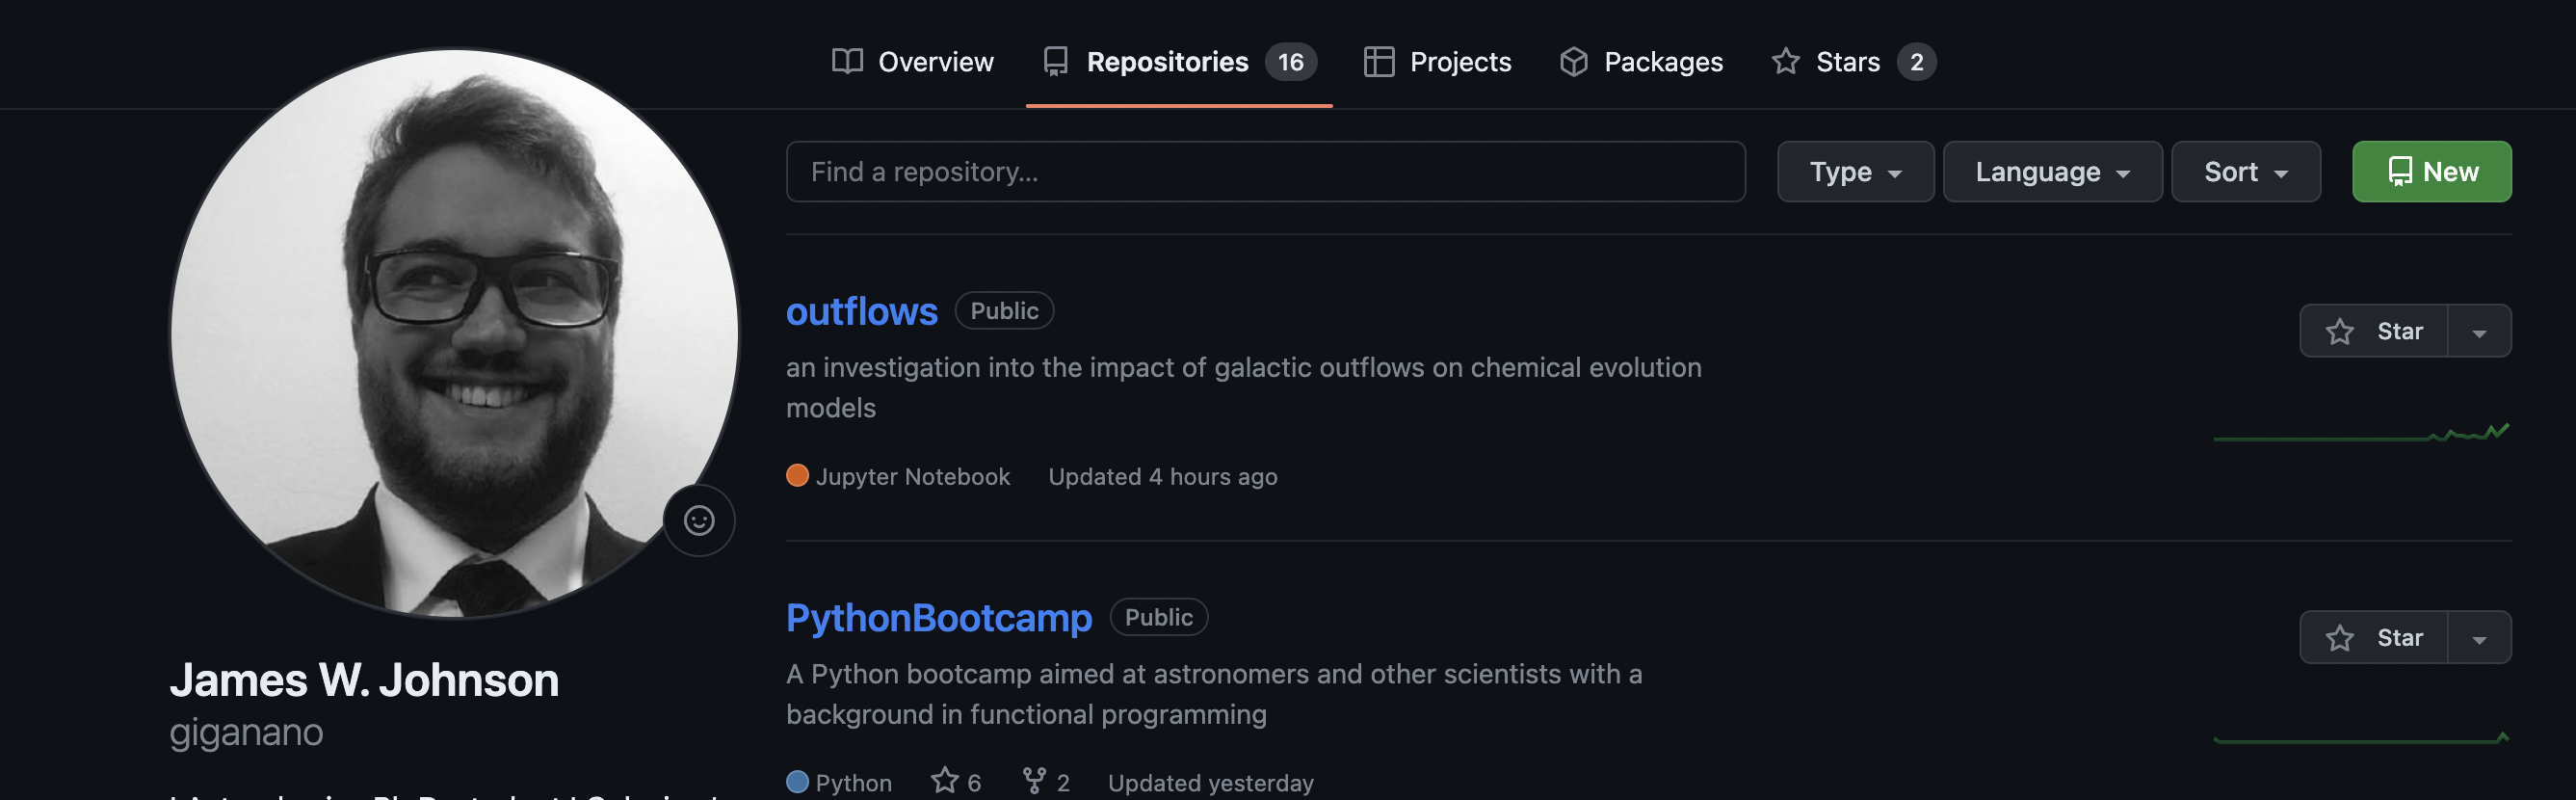 Overview Repositories 16 Projects Packages Stars 2
Find a repository...
Type Language Sort New
outflows Public
Star
an investigation into the impact of galactic outflows on chemical evolution
models
Jupyter Notebook Updated 4 hours ago
PythonBootcamp Public
Star
A Python bootcamp aimed at astronomers and other scientists with a
background in functional programming
Python 6 2 Updated yesterday
James W. Johnson
giganano